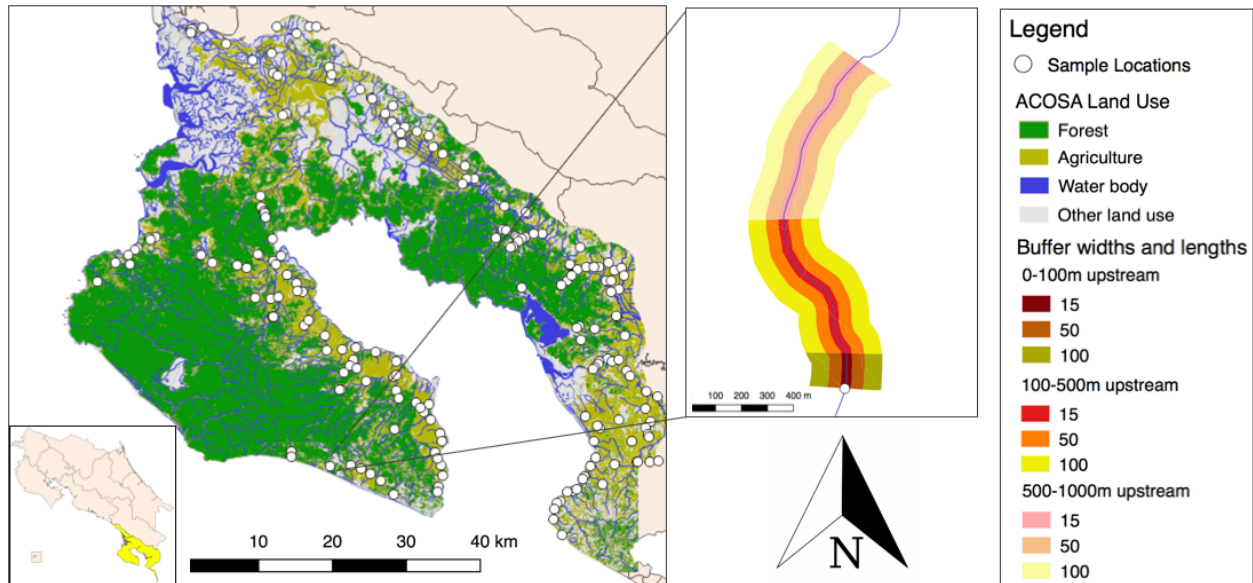 10 20 30 40 km
100 200 300 400 m
N
Legend
Sample Locations
ACOSA Land Use
Forest
Agriculture
Water body
Other land use
Buffer widths and lengths
0-100m upstream
15
50
100
100-500m upstream
15
50
100
500-1000m upstream
15
50
100